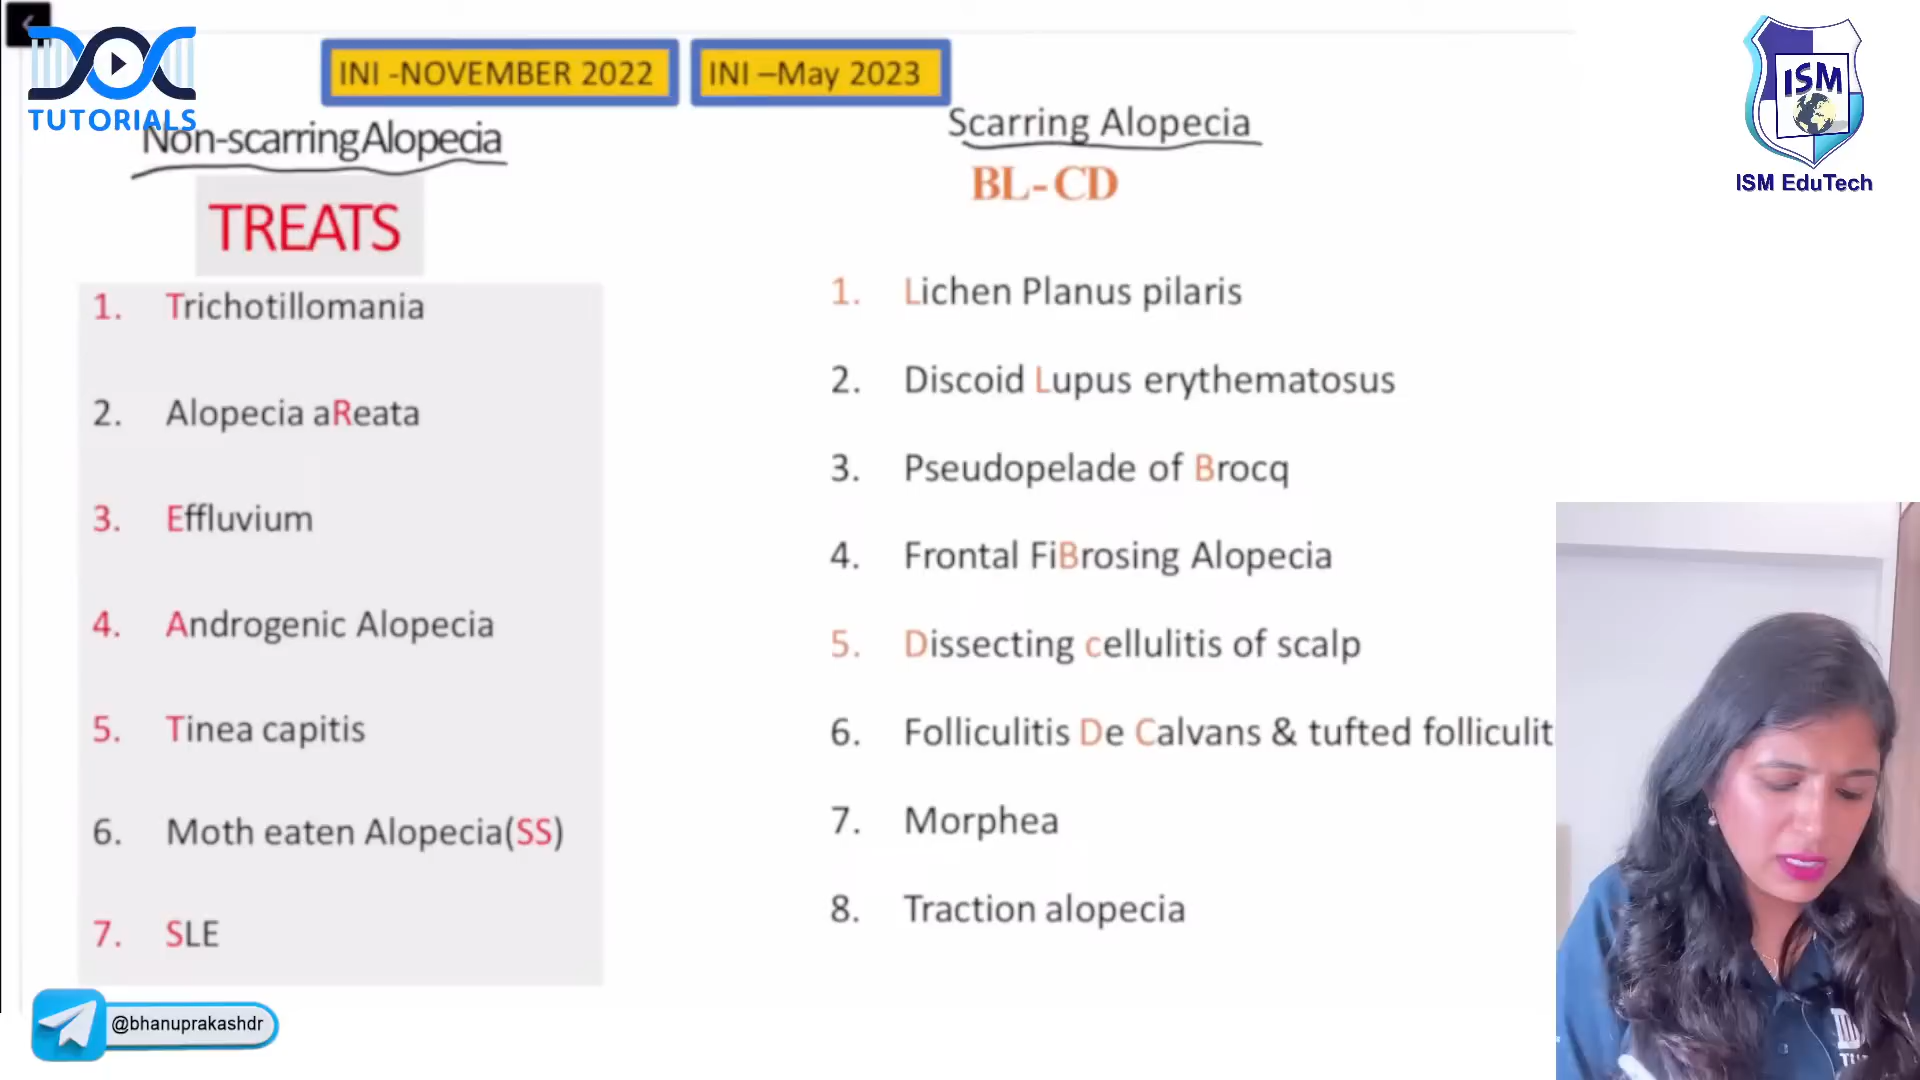 DOC
TUTORIALS
INI -NOVEMBER 2022
INI –May 2023
ISM
ISM EduTech
Non-scarring Alopecia
TREATS
1. Trichotillomania
2. Alopecia aReata
3. Effluvium
4. Androgenic Alopecia
5. Tinea capitis
6. Moth eaten Alopecia(SS)
7. SLE
Scarring Alopecia
BL-CD
1. Lichen Planus pilaris
2. Discoid Lupus erythematosus
3. Pseudopelade of Brocq
4. Frontal FiBrosing Alopecia
5. Dissecting cellulitis of scalp
6. Folliculitis De Calvans & tufted folliculit
7. Morphea
8. Traction alopecia
@bhanuprakashdr